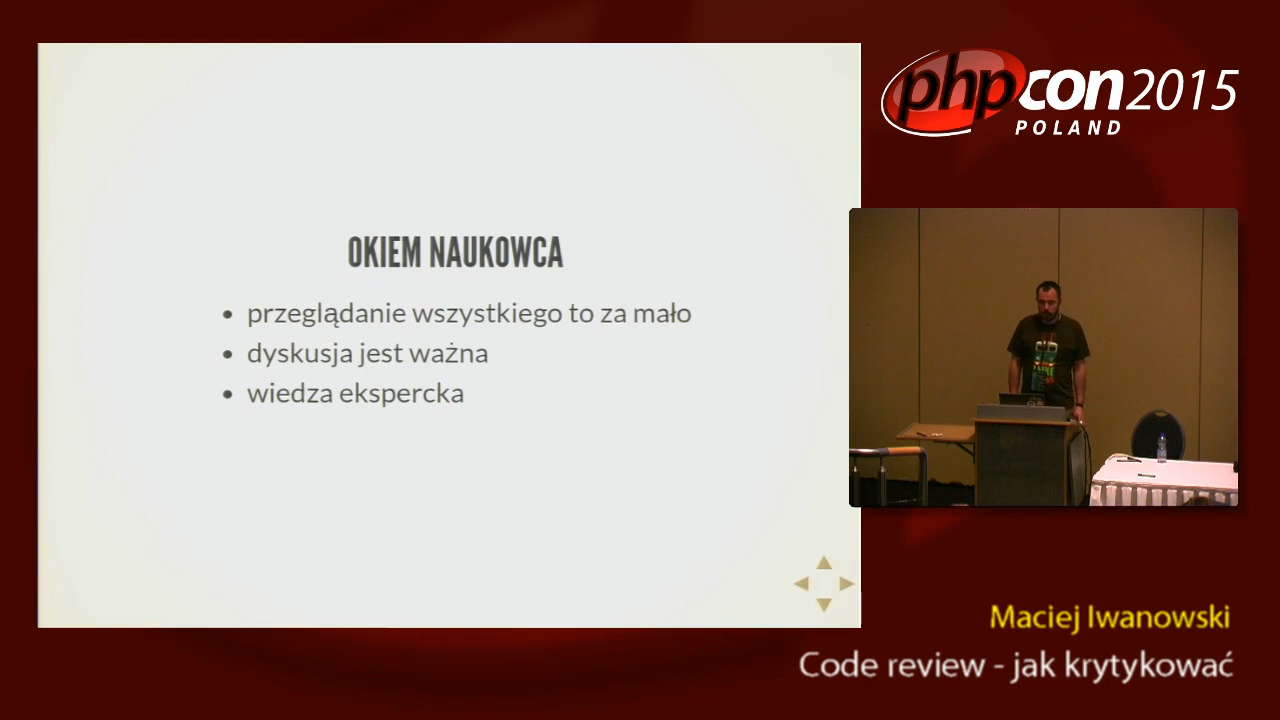 phpcon2015
POLAND
OKIEM NAUKOWCA
przeglądanie wszystkiego to za mało
dyskusja jest ważna
wiedza ekspercka
Maciej Iwanowski
Code review - jak krytykować